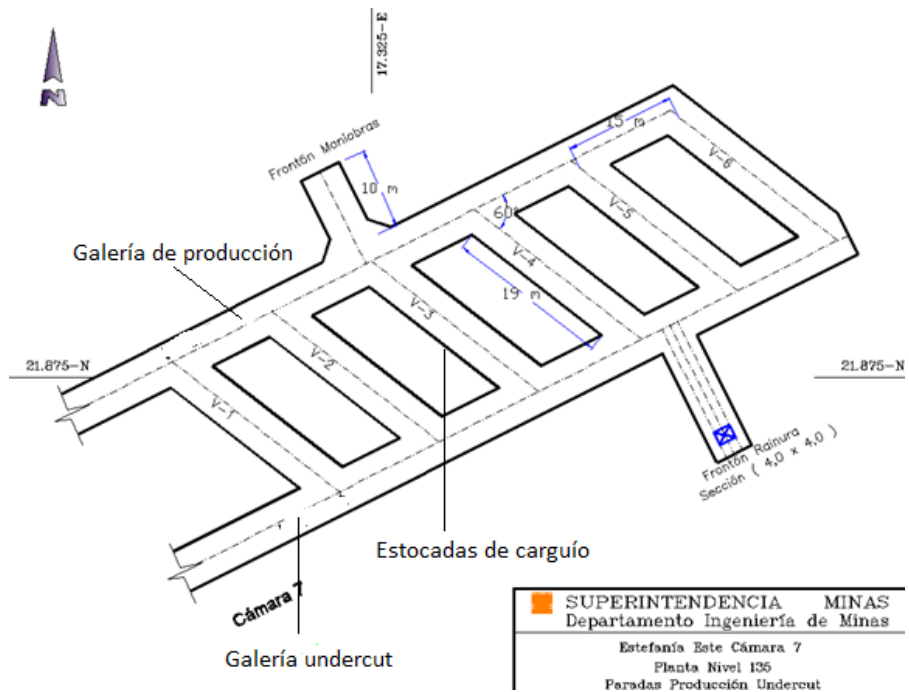 N
17.325-E
Frontón Maniobras
10 m
15 m
V-6
V-5
60°
V-4
19 m
V-3
V-2
V-1
Galería de producción
21.875-N
21.875-N
Frontón Rainura
Sección ( 4,0 x 4,0 )
Estocadas de carguío
Cámara 7
Galería undercut
SUPERINTENDENCIA MINAS
Departamento Ingeniería de Minas
Estefanía Este Cámara 7
Planta Nivel 135
Paradas Producción Undercut